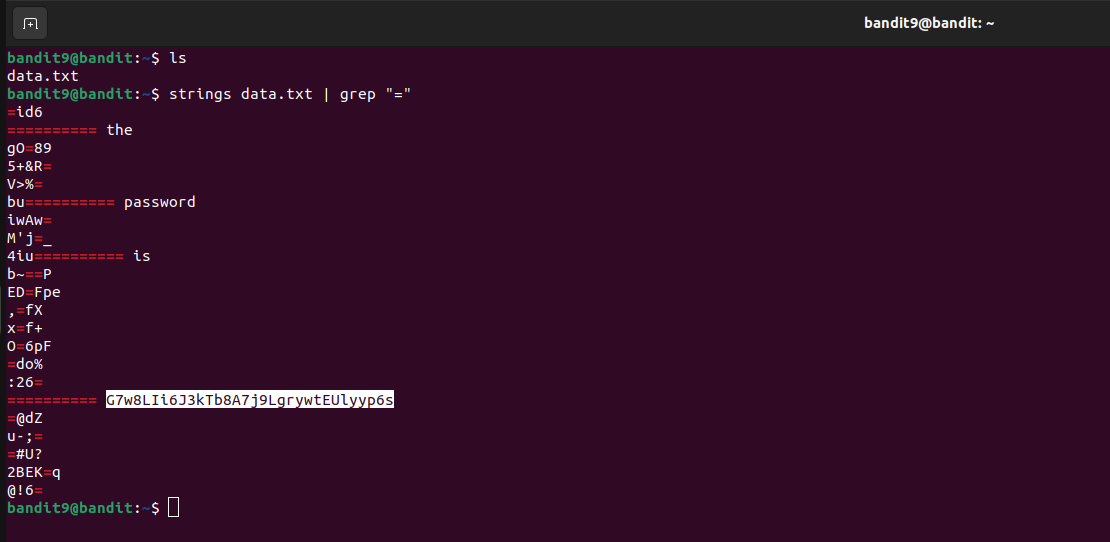 bandit9@bandit: ~
bandit9@bandit:~$ ls
data.txt
bandit9@bandit:~$ strings data.txt | grep "="
=id6
========== the
gO=89
5+&R=
V>%=
bu========== password
iwAw=
M'j=_
4iu========== is
b~==P
ED=Fpe
,=fX
x=f+
O=6pF
=do%
:26=
========== G7w8LIi6J3kTb8A7j9LgrywtEUlyyp6s
=@dZ
u-;=
=#U?
2BEK=q
@!6=
bandit9@bandit:~$